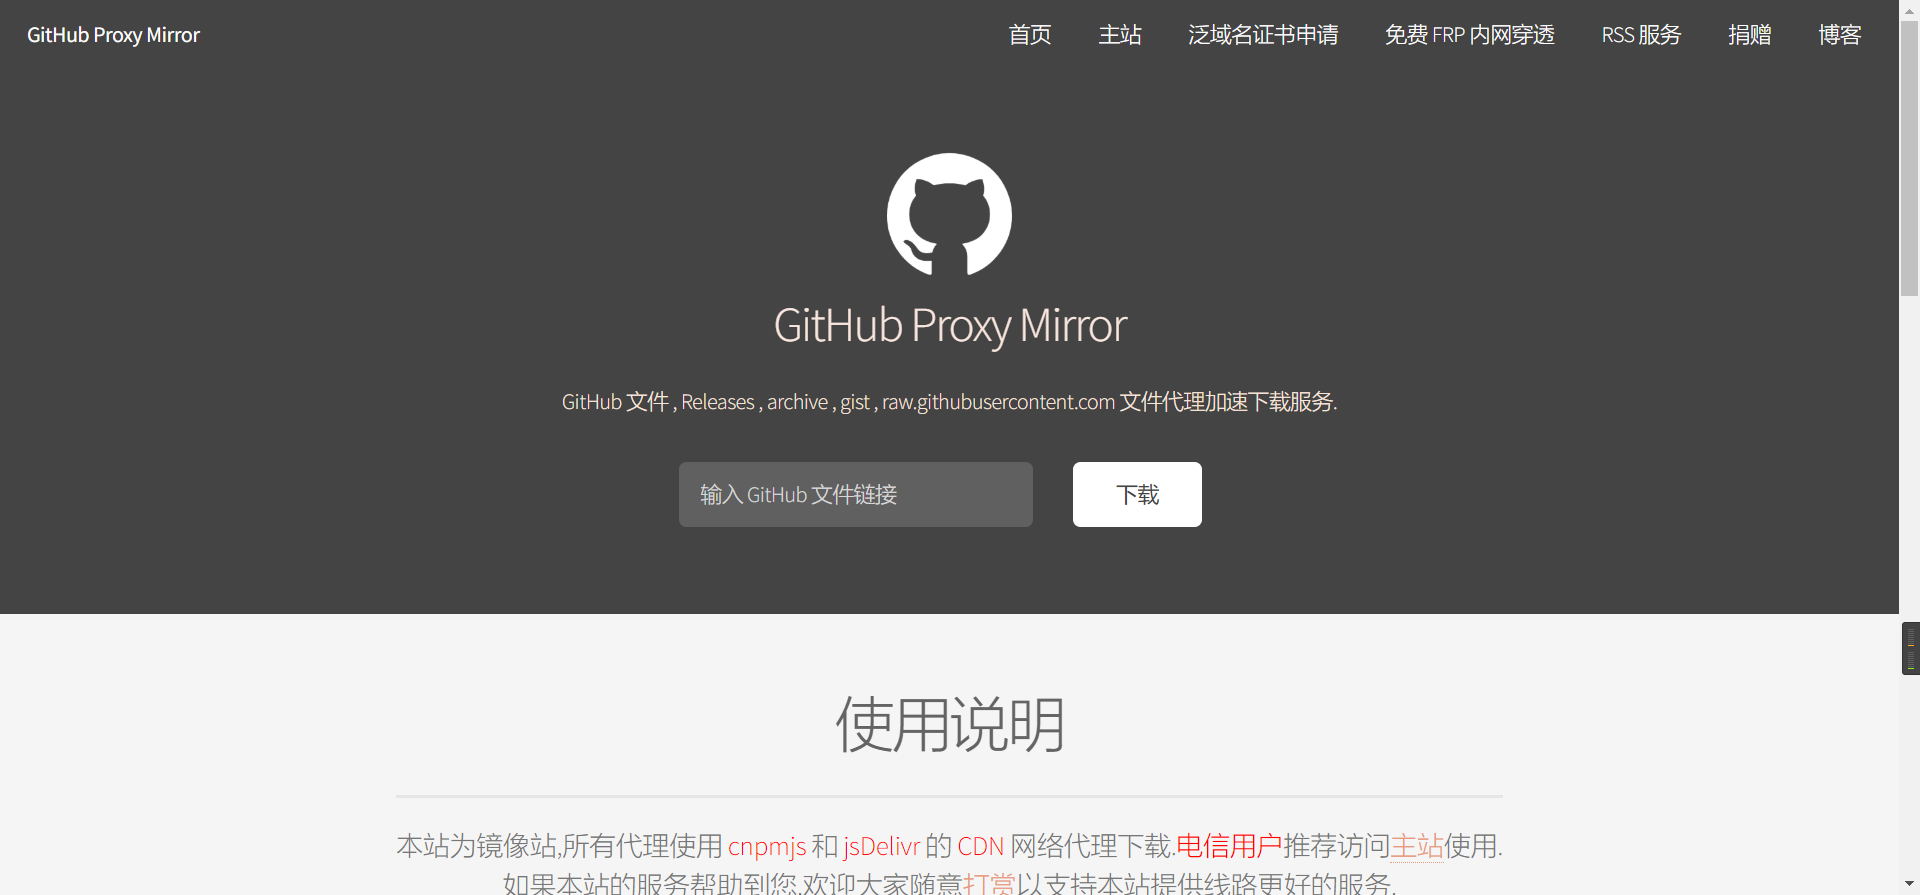 GitHub Proxy Mirror 首页 主站 泛域名证书申请 免费 FRP 内网穿透 RSS 服务 捐赠 博客
GitHub Proxy Mirror
GitHub 文件 , Releases , archive , gist , raw.githubusercontent.com 文件代理加速下载服务.
输入 GitHub 文件链接 下载
使用说明
本站为镜像站,所有代理使用 cnpmjs 和 jsDelivr 的 CDN 网络代理下载.电信用户推荐访问主站使用.
如果本站的服务帮助到您,欢迎大家随意打赏以支持本站提供线路更好的服务.